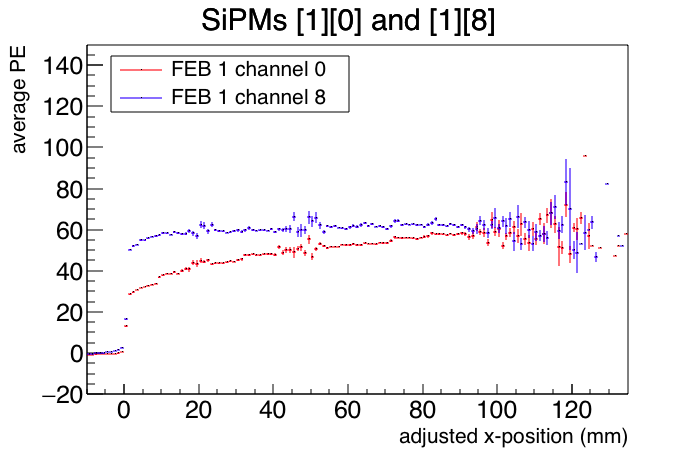 SiPMs [1][0] and [1][8]
average PE
FEB 1 channel 0
FEB 1 channel 8
140
120
100
80
60
40
20
0
−20
0 20 40 60 80 100 120
adjusted x-position (mm)